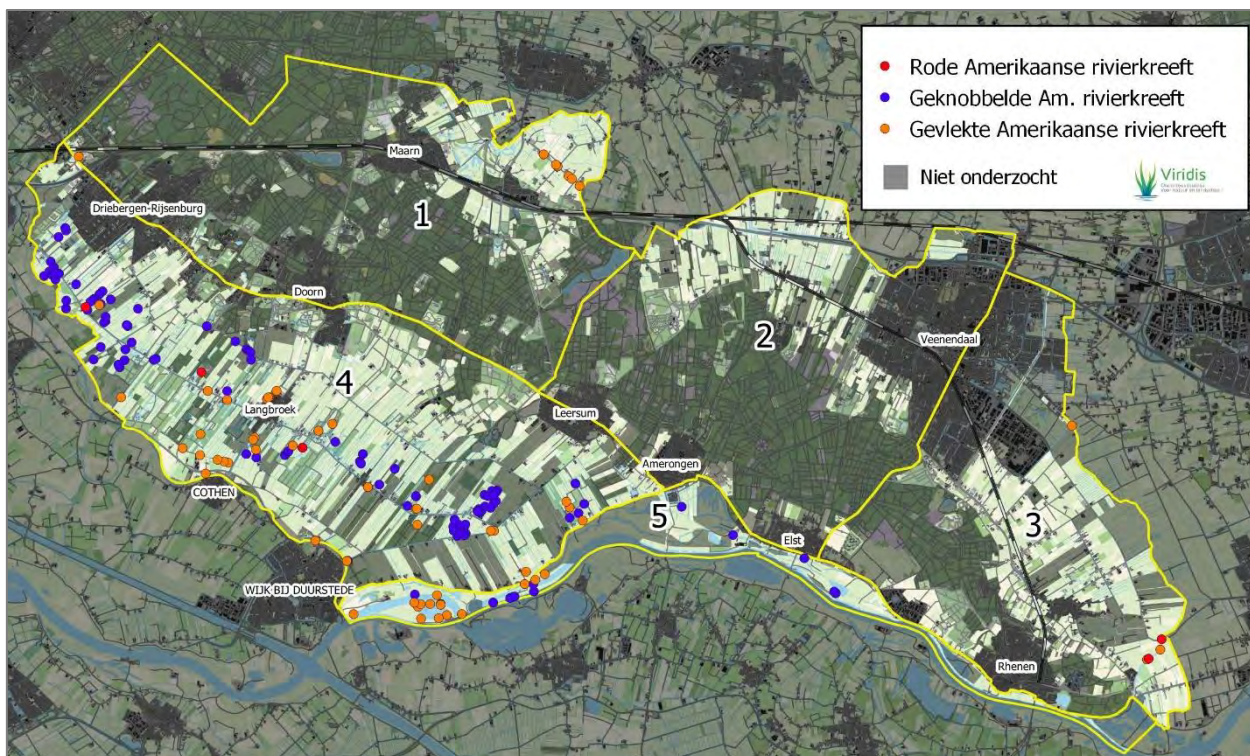 Rode Amerikaanse rivierkreeft
Geknobbelde Am. rivierkreeft
Gevlekte Amerikaanse rivierkreeft
Niet onderzocht
Viridis
Maarn
Driebergen-Rijsenburg
1
Doorn
2
Veenendaal
4
Langbroek
Leersum
Amerongen
COTHEN
5
3
Elst
WIJK BIJ DUURSTEDE
Rhenen